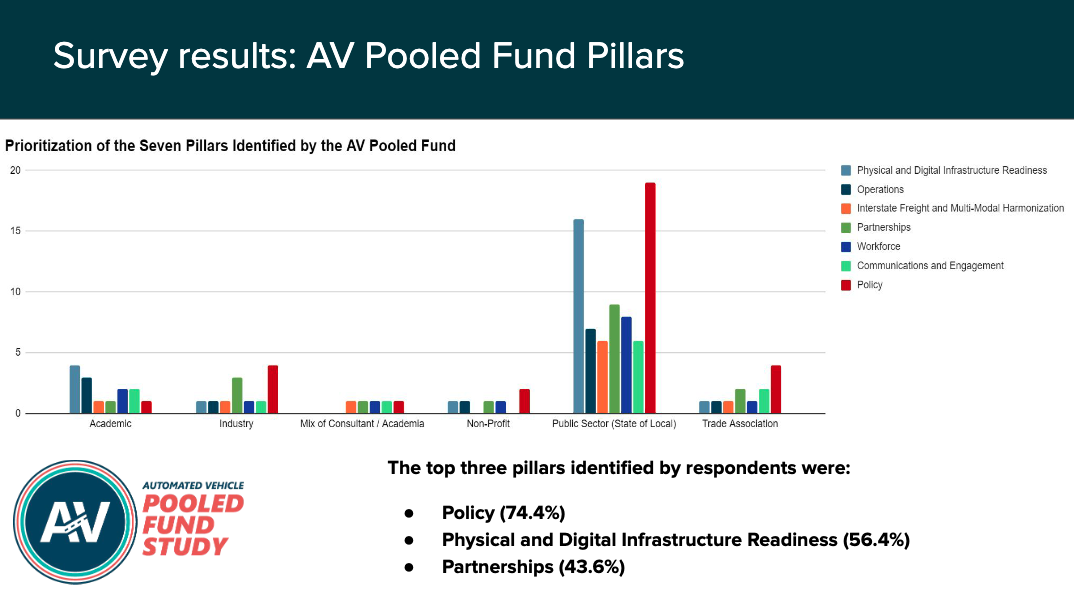 Survey results: AV Pooled Fund Pillars
Prioritization of the Seven Pillars Identified by the AV Pooled Fund
20
15
10
5
0
Academic
Industry
Mix of Consultant / Academia
Non-Profit
Public Sector (State of Local)
Trade Association
Physical and Digital Infrastructure Readiness
Operations
Interstate Freight and Multi-Modal Harmonization
Partnerships
Workforce
Communications and Engagement
Policy
AV
AUTOMATED VEHICLE
POOLED
FUND
STUDY
The top three pillars identified by respondents were:
● Policy (74.4%)
● Physical and Digital Infrastructure Readiness (56.4%)
● Partnerships (43.6%)